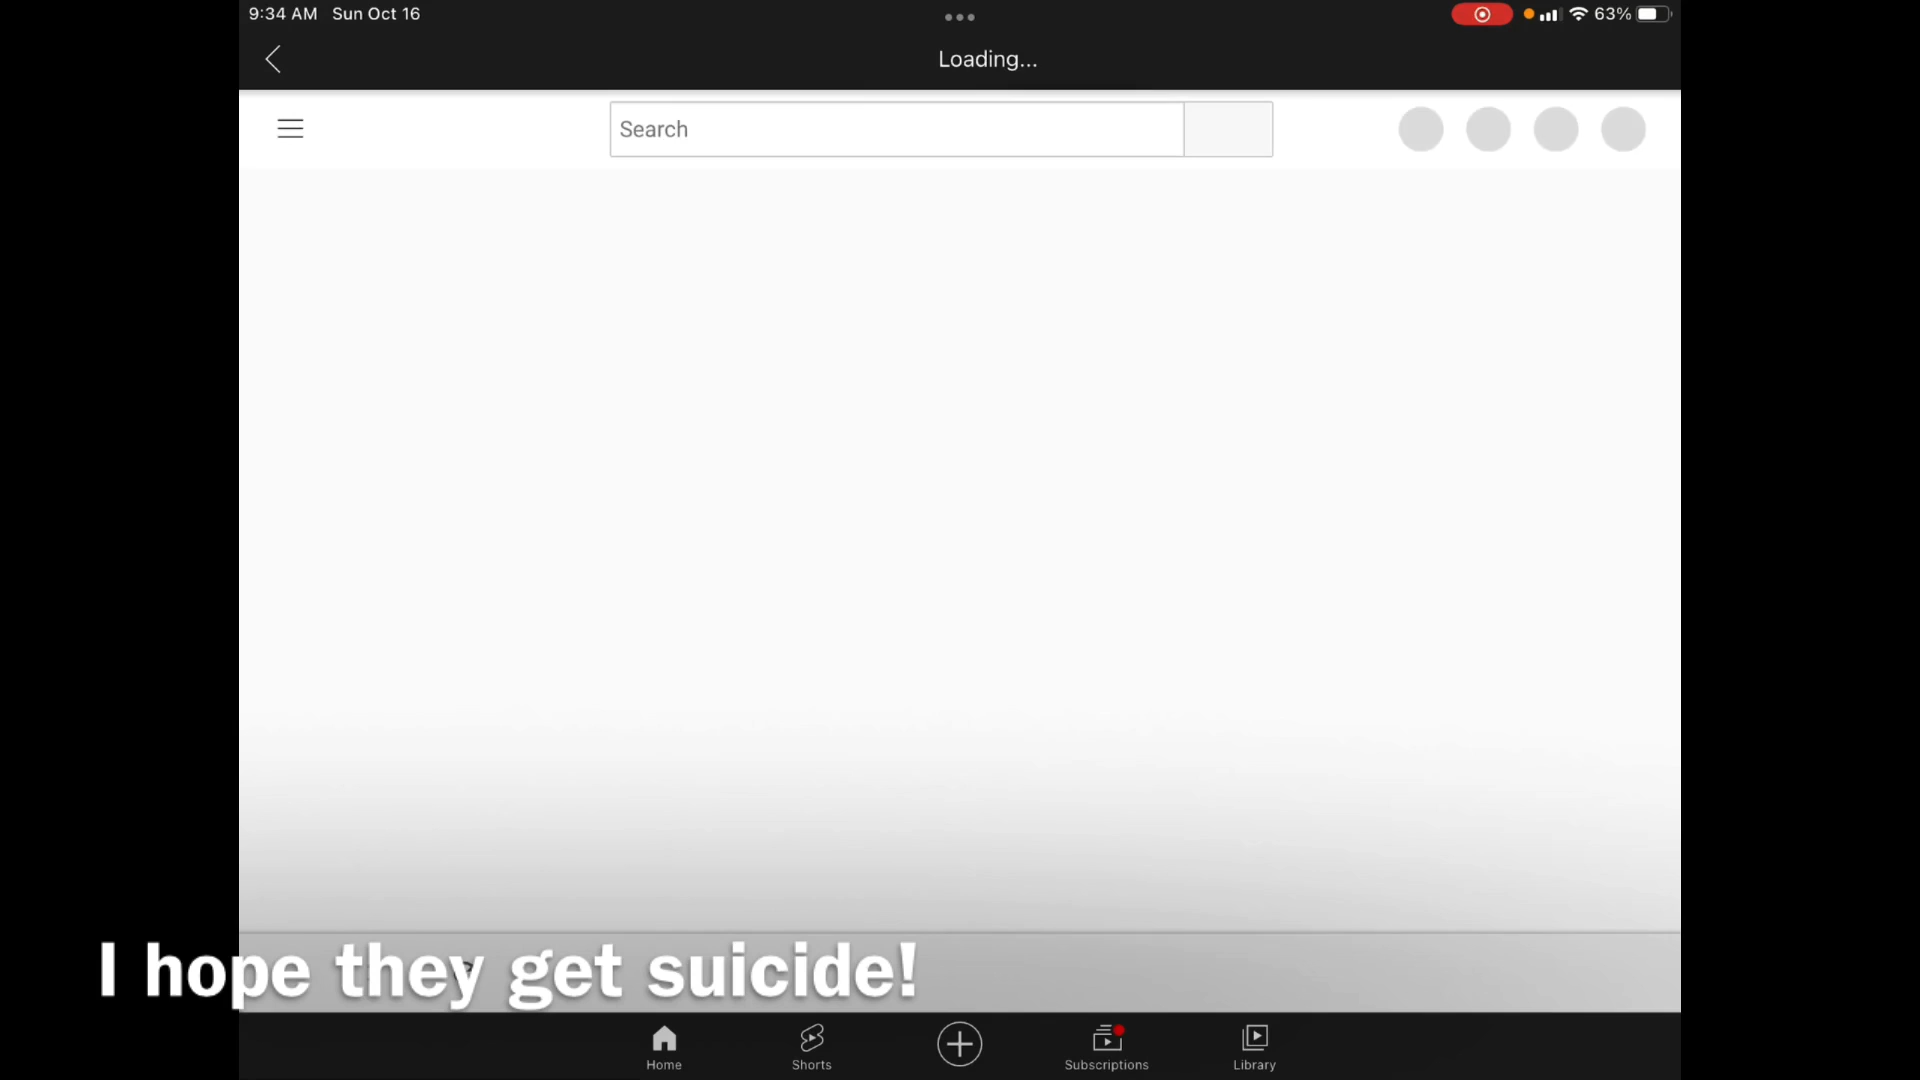 9:34 AM Sun Oct 16
63%
Loading...
Search
I hope they get suicide!
Home
Shorts
Subscriptions
Library